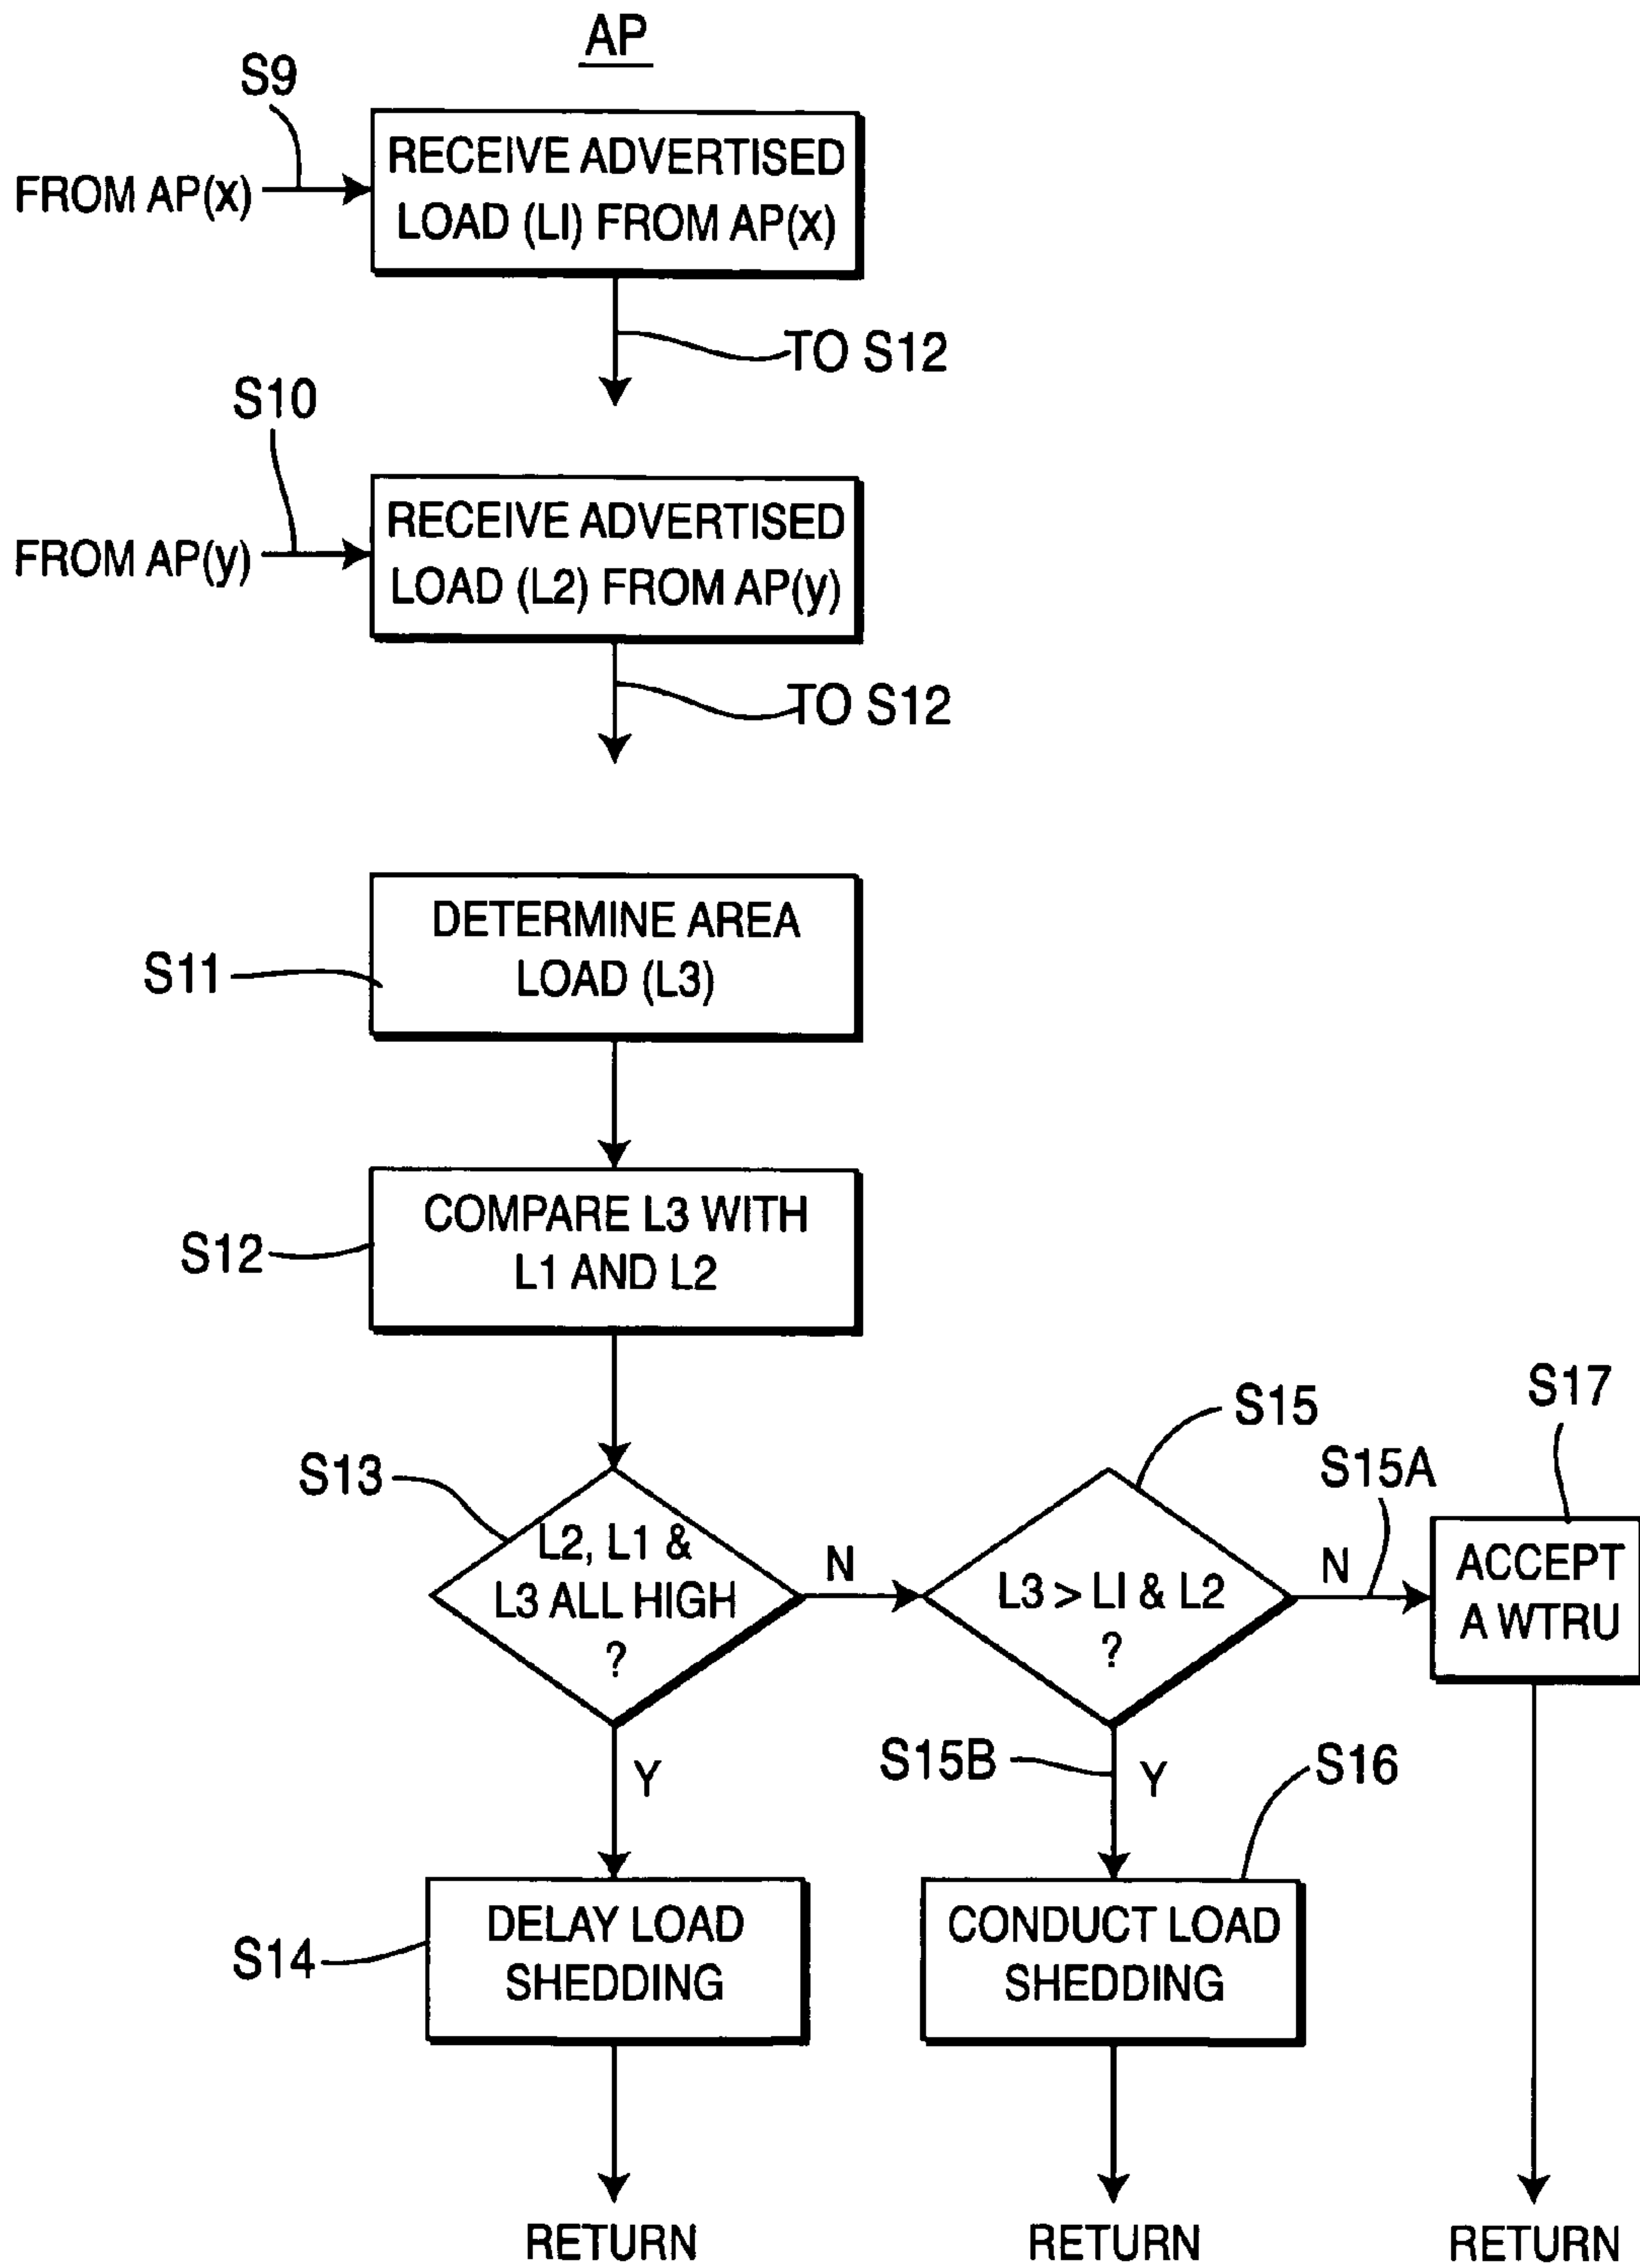 AP
S9
FROM AP(x)
RECEIVE ADVERTISED
LOAD (LI) FROM AP(x)
TO S12
S10
FROM AP(y)
RECEIVE ADVERTISED
LOAD (L2) FROM AP(y)
TO S12
S11
DETERMINE AREA
LOAD (L3)
S12
COMPARE L3 WITH
L1 AND L2
S13
L2, L1 &
L3 ALL HIGH
?
N
S15
L3 > LI & L2
?
S15A
N
S17
ACCEPT
A WTRU
Y
S15B
Y
S16
S14
DELAY LOAD
SHEDDING
CONDUCT LOAD
SHEDDING
RETURN
RETURN
RETURN